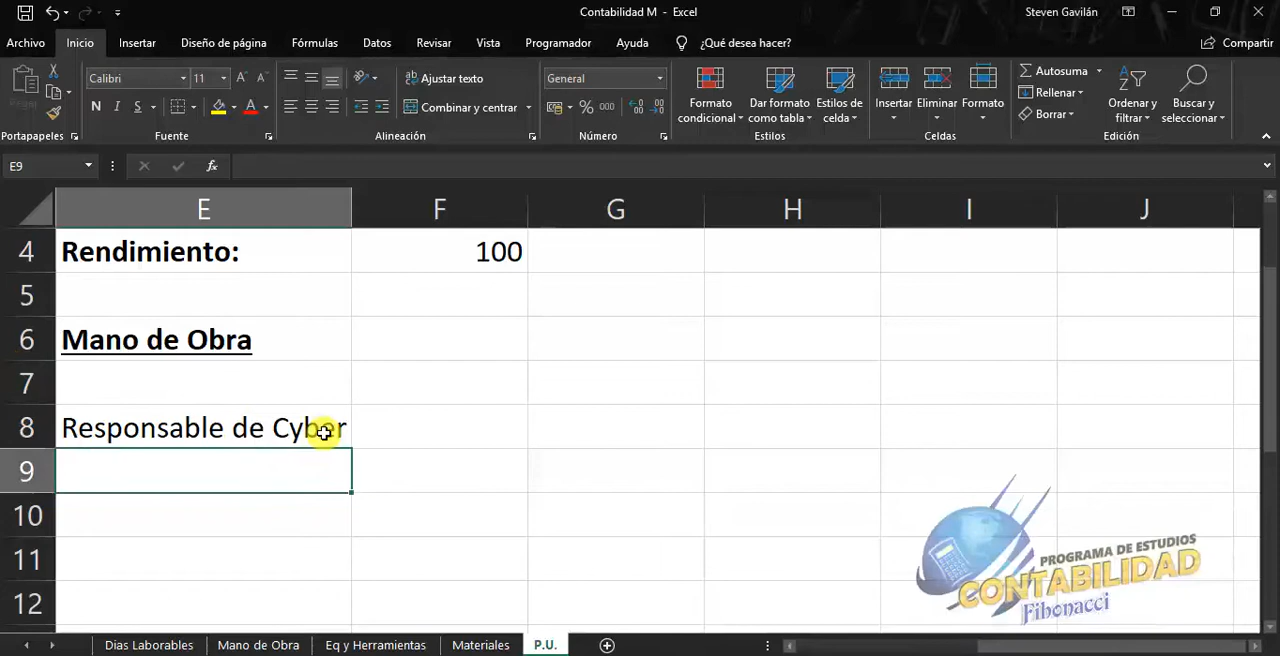 Contabilidad M - Excel
Steven Gavilán
Archivo Inicio Insertar Diseño de página Fórmulas Datos Revisar Vista Programador Ayuda ¿Qué desea hacer? Compartir
Calibri 11 Ajustar texto General Autosuma
Formato condicional Dar formato como tabla Estilos de celda Insertar Eliminar Formato Rellenar Ordenar y filtrar Buscar y seleccionar
N K S Combinar y centrar % 000 Borrar
Portapapeles Fuente Alineación Número Estilos Celdas Edición
E9 fx
E F G H I J
4 Rendimiento: 100
5
6 Mano de Obra
7
8 Responsable de Cyber
9
10
11
12
PROGRAMA DE ESTUDIOS
CONTABILIDAD
Fibonacci
Dias Laborables Mano de Obra Eq y Herramientas Materiales P.U.